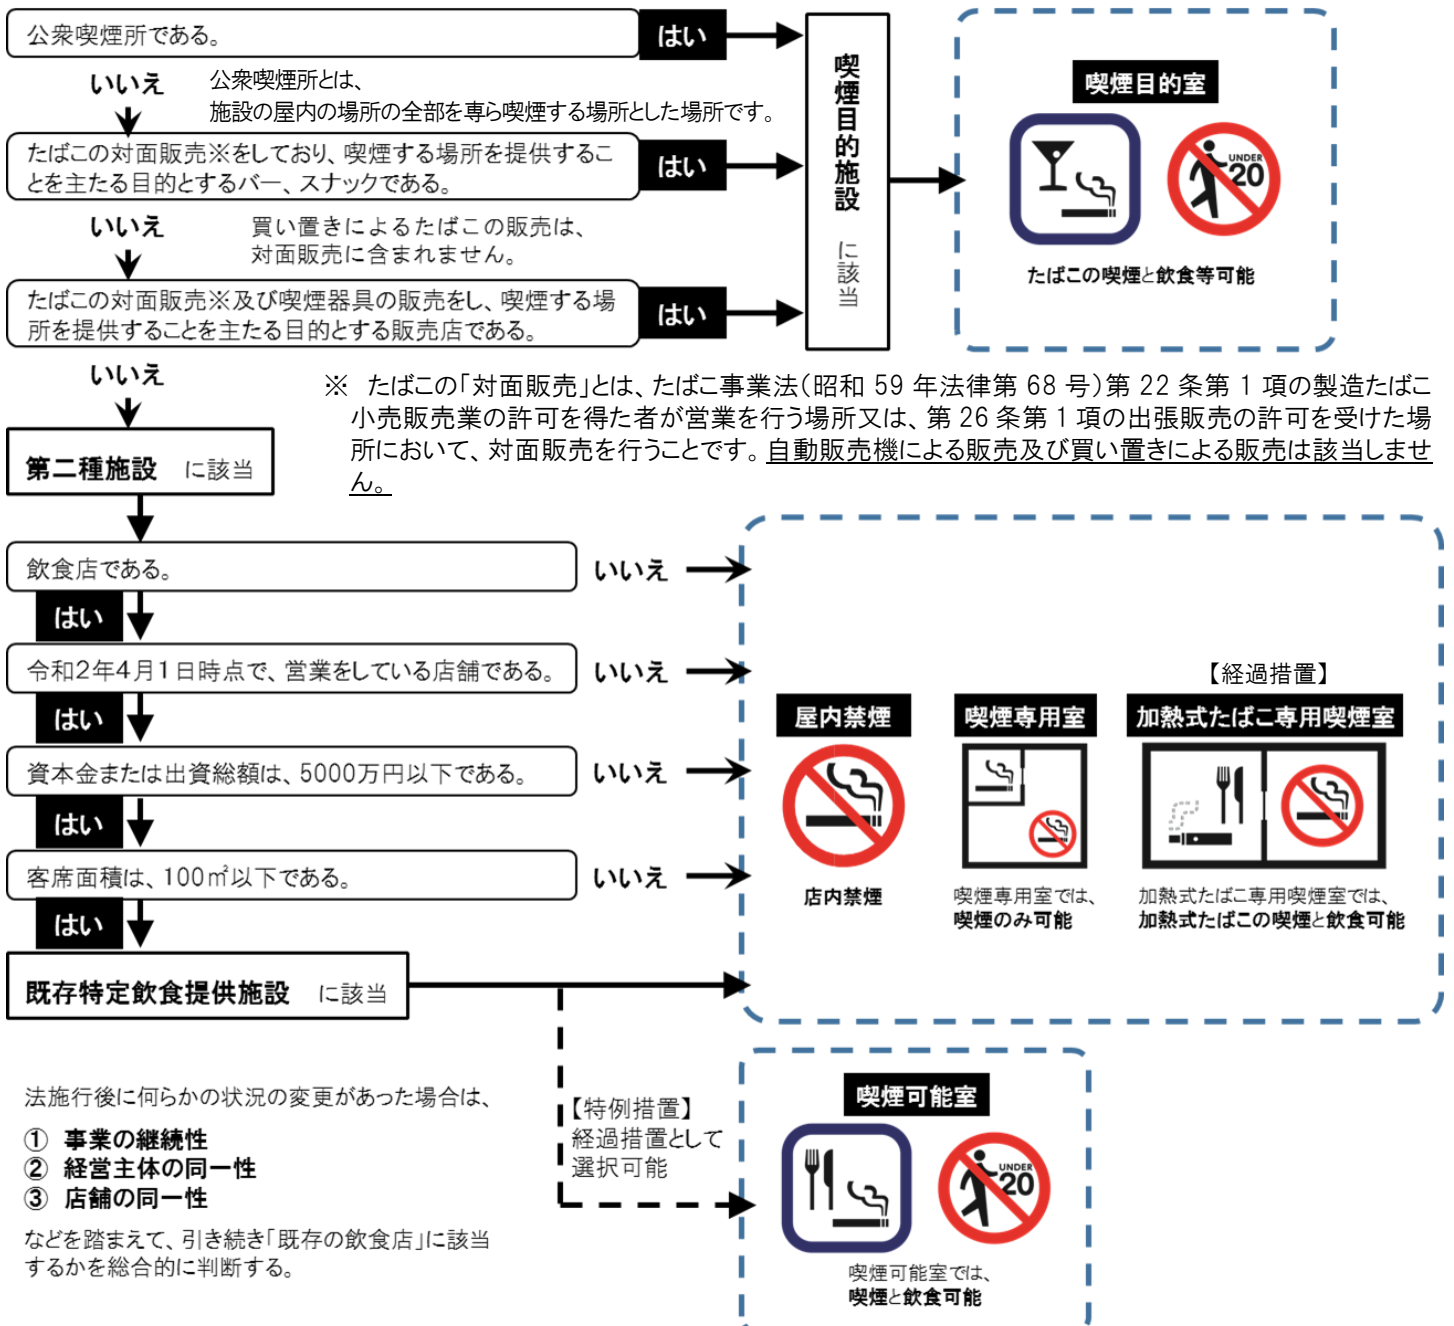 公衆喫煙所である。
はい
いいえ
公衆喫煙所とは、
施設の屋内の場所の全部を専ら喫煙する場所とした場所です。
たばこの対面販売※をしており、喫煙する場所を提供するこ
とを主たる目的とするバー、スナックである。
はい
いいえ
買い置きによるたばこの販売は、
対面販売に含まれません。
たばこの対面販売※及び喫煙器具の販売をし、喫煙する場
所を提供することを主たる目的とする販売店である。
はい
いいえ
喫煙目的施設 に該当
喫煙目的室
UNDER
20
たばこの喫煙と飲食等可能
※ たばこの「対面販売」とは、たばこ事業法(昭和 59 年法律第 68 号)第 22 条第 1 項の製造たばこ
小売販売業の許可を得た者が営業を行う場所又は、第 26 条第 1 項の出張販売の許可を受けた場
所において、対面販売を行うことです。自動販売機による販売及び買い置きによる販売は該当しませ
ん。
第二種施設 に該当
飲食店である。
いいえ
はい
令和2年4月1日時点で、営業をしている店舗である。
いいえ
はい
資本金または出資総額は、5000万円以下である。
いいえ
はい
客席面積は、100㎡以下である。
いいえ
はい
既存特定飲食提供施設 に該当
屋内禁煙
店内禁煙
喫煙専用室
喫煙専用室では、
喫煙のみ可能
【経過措置】
加熱式たばこ専用喫煙室
加熱式たばこ専用喫煙室では、
加熱式たばこの喫煙と飲食可能
法施行後に何らかの状況の変更があった場合は、
① 事業の継続性
② 経営主体の同一性
③ 店舗の同一性
などを踏まえて、引き続き「既存の飲食店」に該当
するかを総合的に判断する。
【特例措置】
経過措置として
選択可能
喫煙可能室
UNDER
20
喫煙可能室では、
喫煙と飲食可能